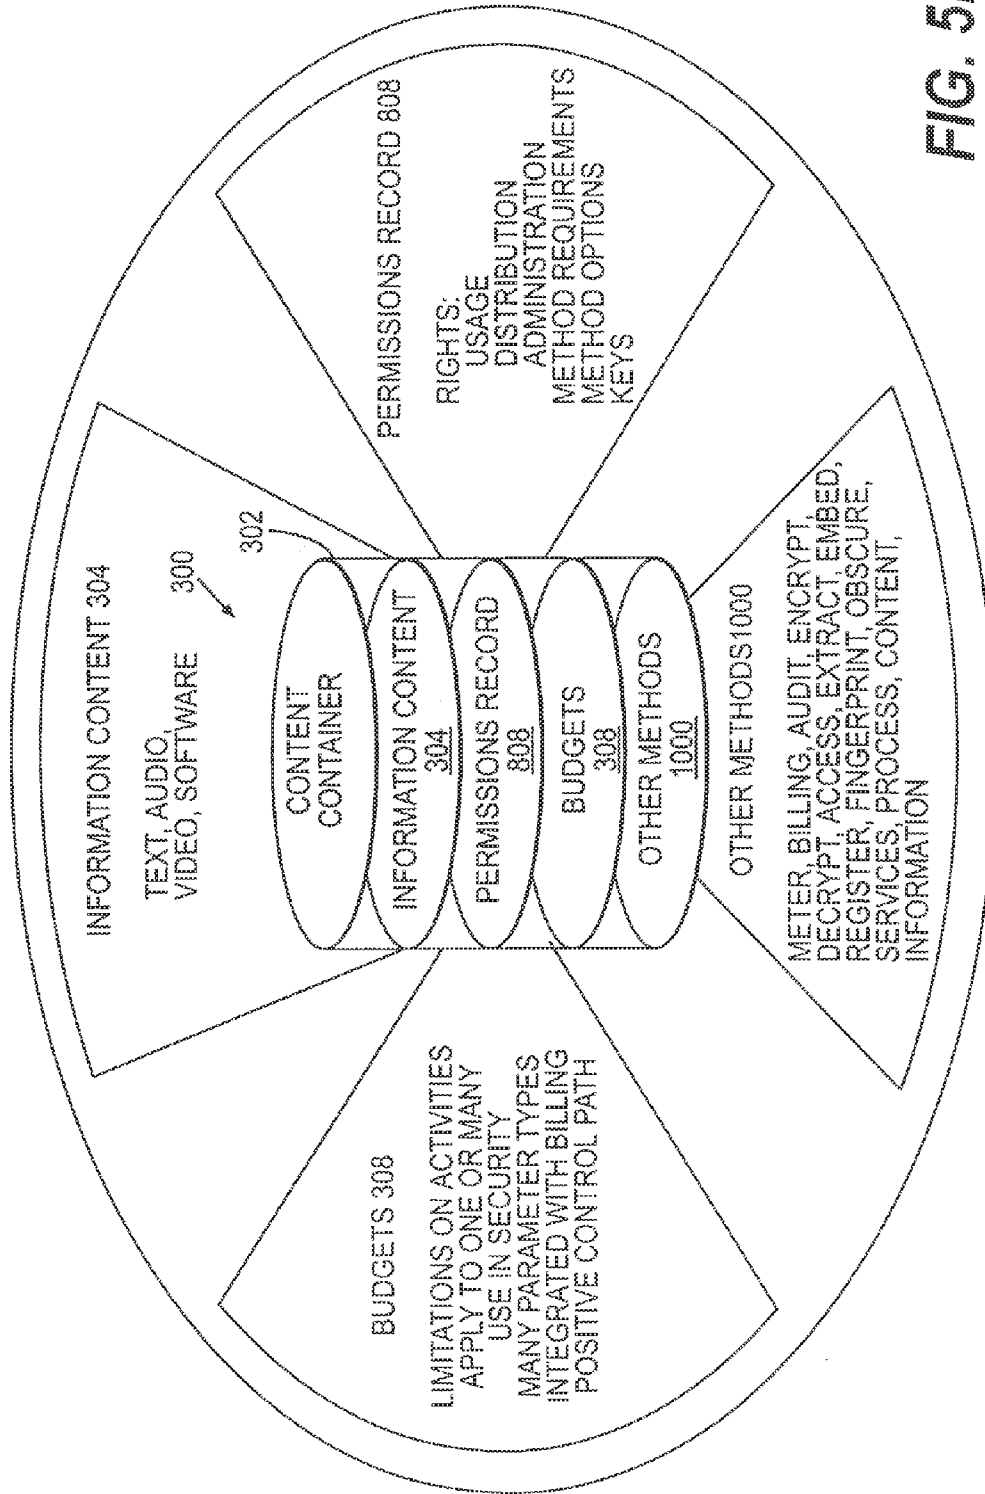 INFORMATION CONTENT 304
TEXT, AUDIO,
VIDEO, SOFTWARE
300
302
CONTENT
CONTAINER
INFORMATION CONTENT
304
PERMISSIONS RECORD
808
BUDGETS
308
OTHER METHODS
1000
BUDGETS 308
LIMITATIONS ON ACTIVITIES
APPLY TO ONE OR MANY
USE IN SECURITY
MANY PARAMETER TYPES
INTEGRATED WITH BILLING
POSITIVE CONTROL PATH
PERMISSIONS RECORD 808
RIGHTS:
USAGE
DISTRIBUTION
ADMINISTRATION
METHOD REQUIREMENTS
METHOD OPTIONS
KEYS
OTHER METHODS1000
METER, BILLING, AUDIT, ENCRYPT,
DECRYPT, ACCESS, EXTRACT, EMBED,
REGISTER, FINGERPRINT, OBSCURE,
SERVICES, PROCESS, CONTENT,
INFORMATION
FIG.